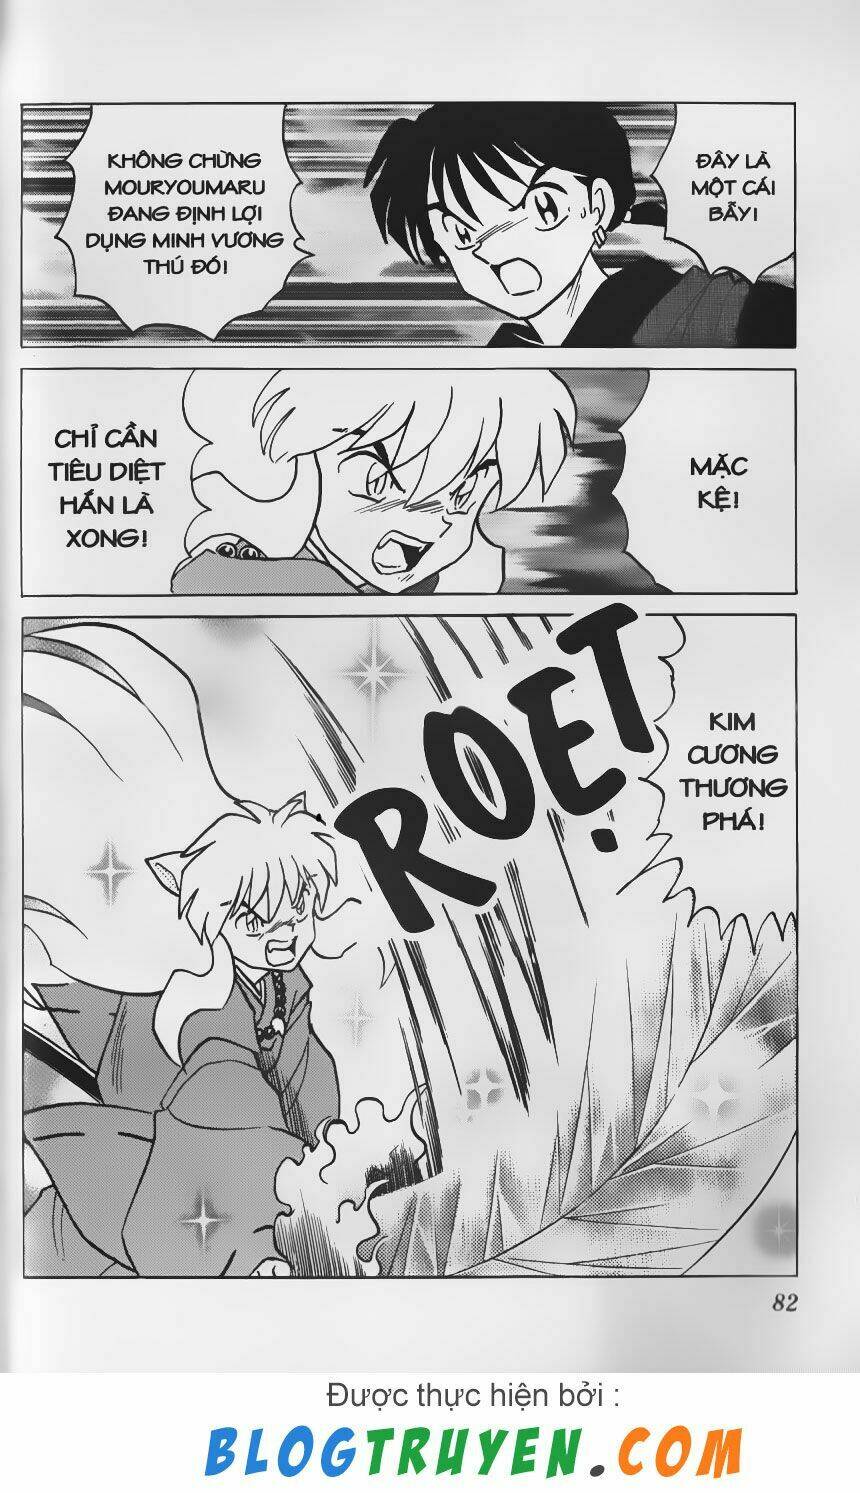 ĐÂY LÀ
MỘT CÁI
BẪY!
KHÔNG CHỪNG
MOURYOUMARU
ĐANG ĐỊNH LỢI
DỤNG MINH VƯƠNG
THÚ ĐÓ!
MẶC
KỆ!
CHỈ CẦN
TIÊU DIỆT
HẮN LÀ
XONG!
KIM
CƯƠNG
THƯƠNG
PHÁ!
ROẸT
82
Được thực hiện bởi :
BLOGTRUYEN.COM